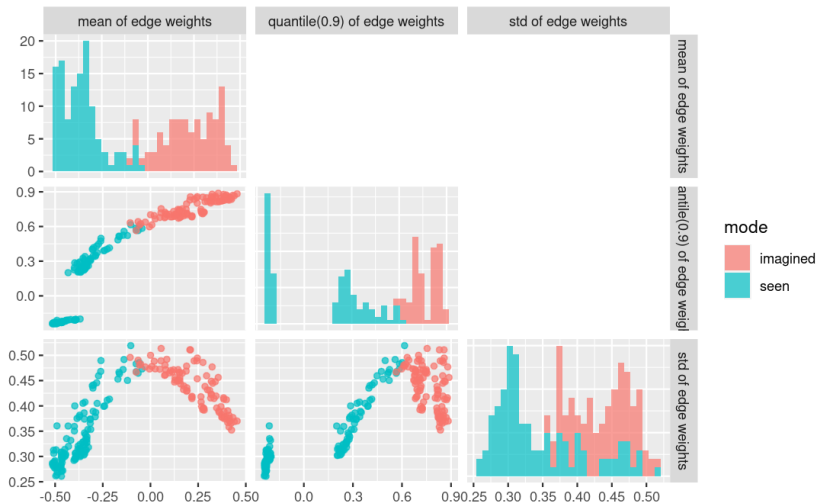 mean of edge weights
quantile(0.9) of edge weights
std of edge weights
20
15
10
5
0
mean of edge weights
0.9
0.6
0.3
0.0
antile(0.9) of edge weigl
mode
imagined
seen
0.50
0.45
0.40
0.35
0.30
0.25
std of edge weights
-0.50 -0.25 0.00 0.25 0.50
0.0 0.3 0.6 0.90
0.25 0.30 0.35 0.40 0.45 0.50